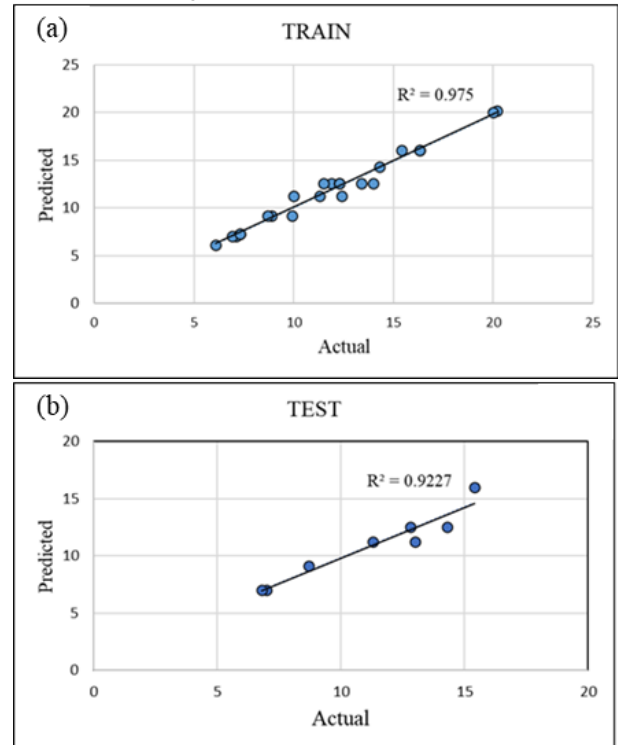 (a)
TRAIN
25
20
15
10
5
0
R² = 0.975
Predicted
0 5 10 15 20 25
Actual
(b)
TEST
20
15
10
5
0
R² = 0.9227
Predicted
0 5 10 15 20
Actual